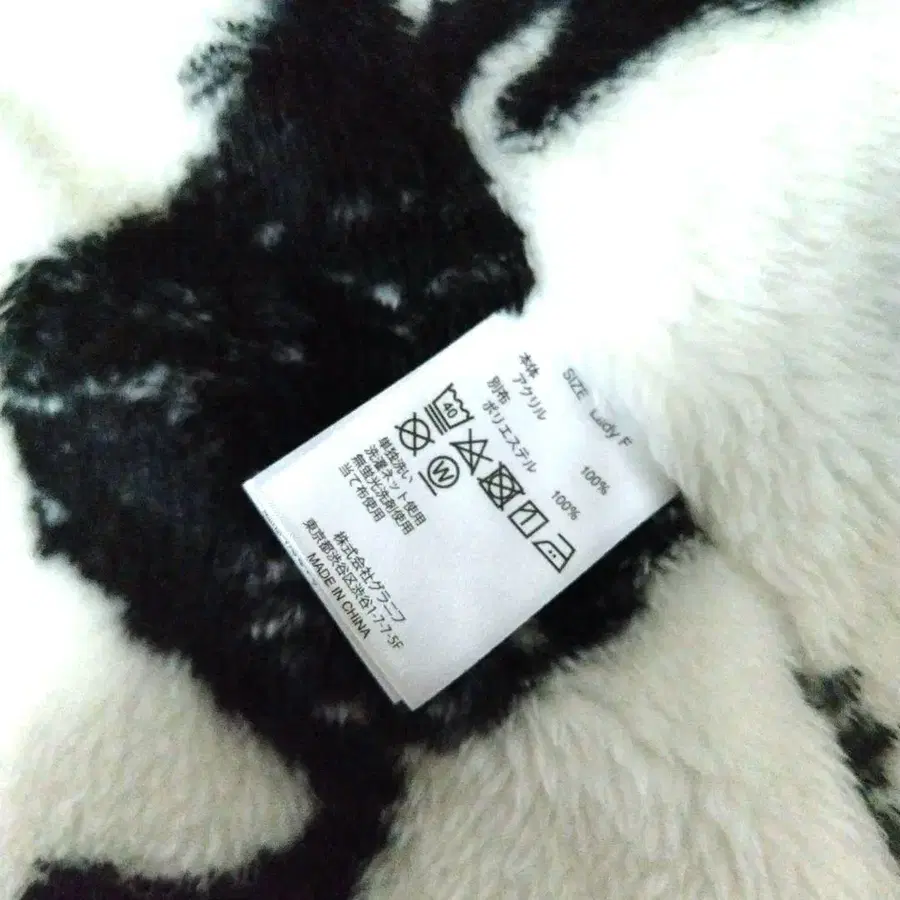 SIZE Lady F
本体
アクリル 100%
別布
ポリエステル 100%
40
W
単独洗い
洗濯ネット使用
無蛍光洗剤使用
当て布使用
株式会社グラニフ
東京都渋谷区渋谷1-7-7-5F
MADE IN CHINA